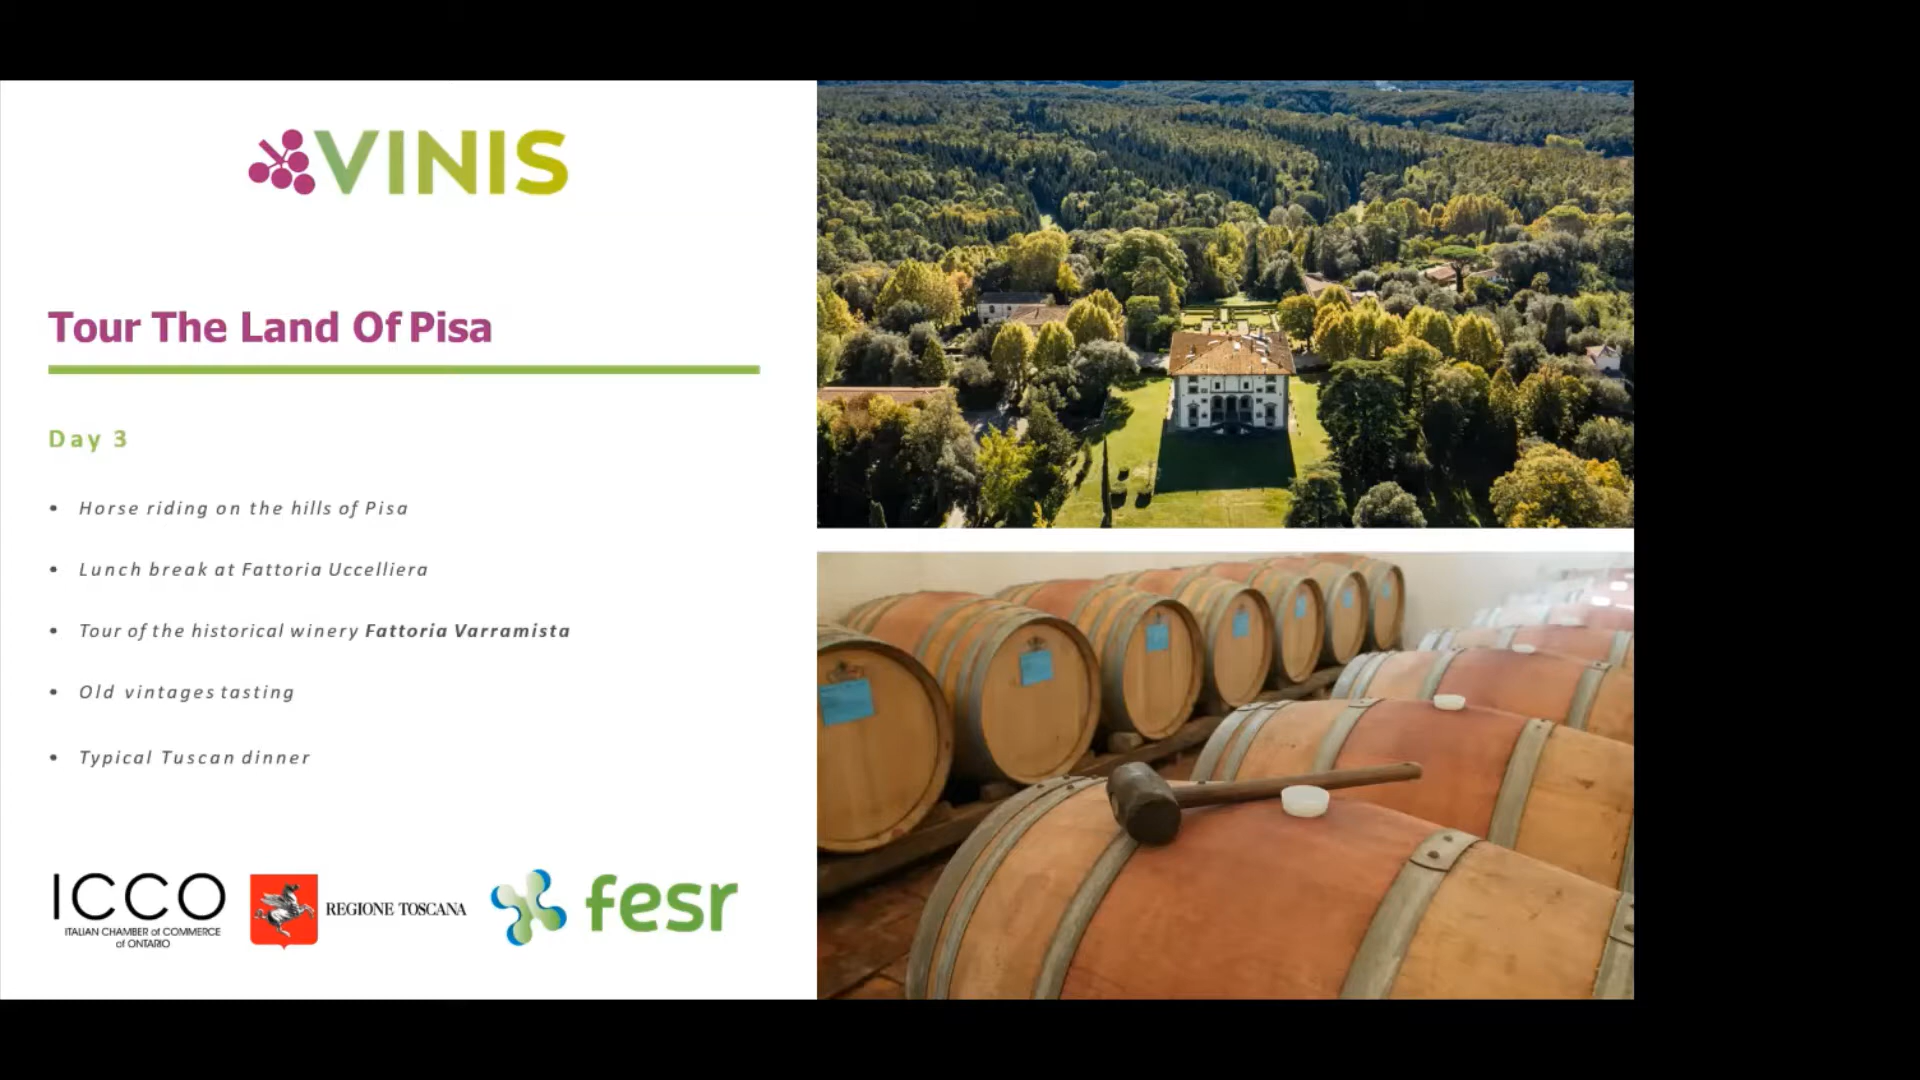 VINIS
Tour The Land Of Pisa
Day 3
• Horse riding on the hills of Pisa
• Lunch break at Fattoria Uccelliera
• Tour of the historical winery Fattoria Varramista
• Old vintages tasting
• Typical Tuscan dinner
ICCO
ITALIAN CHAMBER of COMMERCE
of ONTARIO
REGIONE TOSCANA
fesr